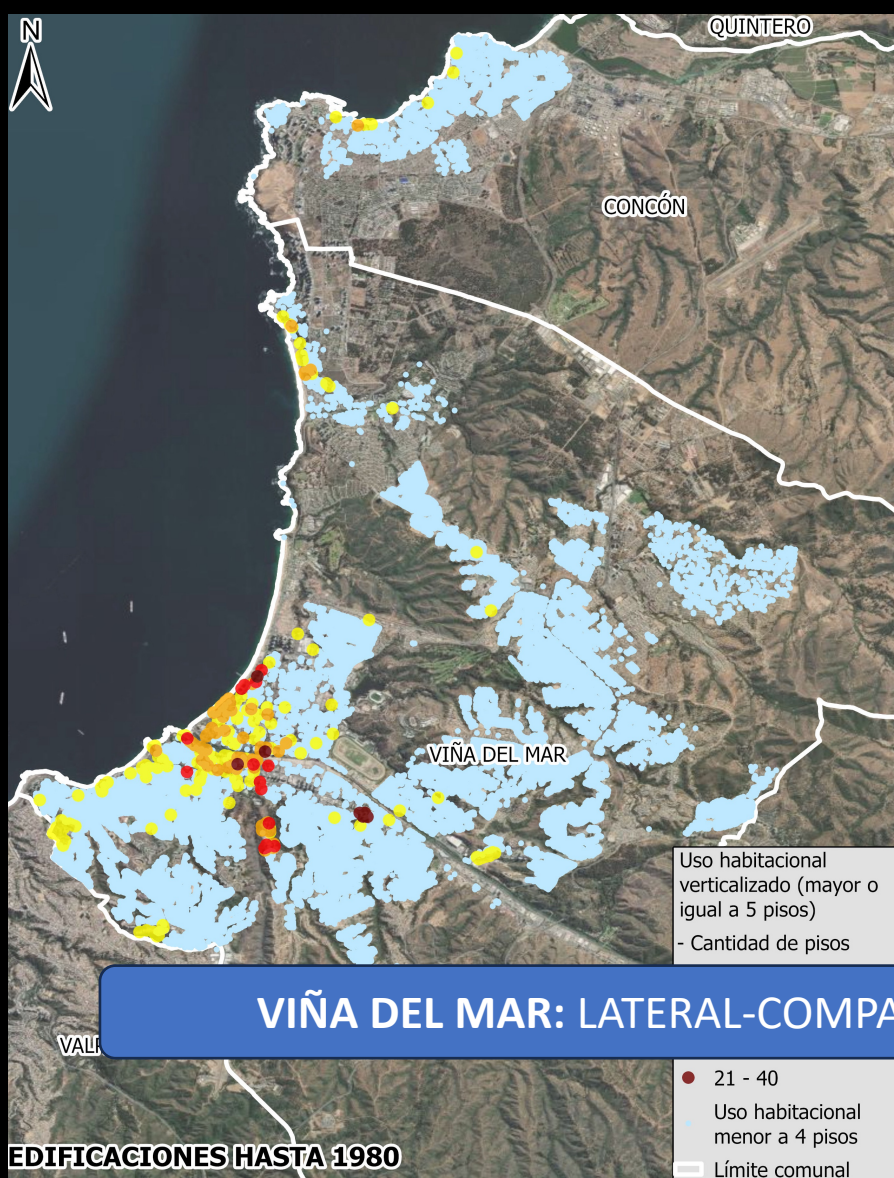 N
QUINTERO
CONCÓN
VIÑA DEL MAR
Uso habitacional
verticalizado (mayor o
igual a 5 pisos)
- Cantidad de pisos
VIÑA DEL MAR: LATERAL-COMPA
21 - 40
Uso habitacional
menor a 4 pisos
Límite comunal
EDIFICACIONES HASTA 1980